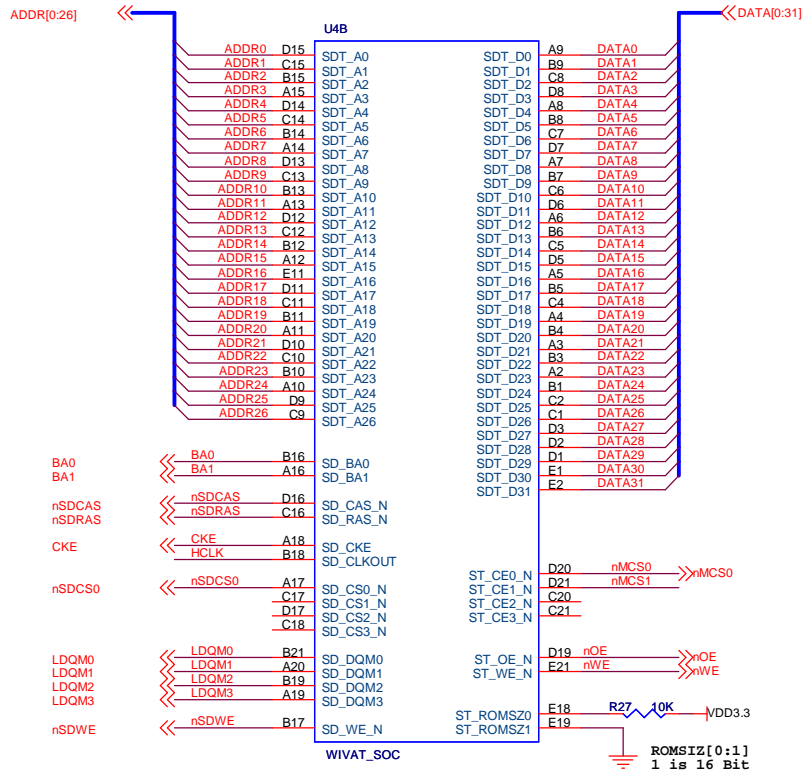 ADDR[0:26] DATA[0:31]
U4B
ADDR0 D15 SDT_A0 SDT_D0 A9 DATA0
ADDR1 C15 SDT_A1 SDT_D1 B9 DATA1
ADDR2 B15 SDT_A2 SDT_D2 C8 DATA2
ADDR3 A15 SDT_A3 SDT_D3 D8 DATA3
ADDR4 D14 SDT_A4 SDT_D4 A8 DATA4
ADDR5 C14 SDT_A5 SDT_D5 B8 DATA5
ADDR6 B14 SDT_A6 SDT_D6 C7 DATA6
ADDR7 A14 SDT_A7 SDT_D7 D7 DATA7
ADDR8 D13 SDT_A8 SDT_D8 A7 DATA8
ADDR9 C13 SDT_A9 SDT_D9 B7 DATA9
ADDR10 B13 SDT_A10 SDT_D10 C6 DATA10
ADDR11 A13 SDT_A11 SDT_D11 D6 DATA11
ADDR12 D12 SDT_A12 SDT_D12 A6 DATA12
ADDR13 C12 SDT_A13 SDT_D13 B6 DATA13
ADDR14 B12 SDT_A14 SDT_D14 C5 DATA14
ADDR15 A12 SDT_A15 SDT_D15 D5 DATA15
ADDR16 E11 SDT_A16 SDT_D16 A5 DATA16
ADDR17 D11 SDT_A17 SDT_D17 B5 DATA17
ADDR18 C11 SDT_A18 SDT_D18 C4 DATA18
ADDR19 B11 SDT_A19 SDT_D19 A4 DATA19
ADDR20 A11 SDT_A20 SDT_D20 B4 DATA20
ADDR21 D10 SDT_A21 SDT_D21 A3 DATA21
ADDR22 C10 SDT_A22 SDT_D22 B3 DATA22
ADDR23 B10 SDT_A23 SDT_D23 A2 DATA23
ADDR24 A10 SDT_A24 SDT_D24 B1 DATA24
ADDR25 D9 SDT_A25 SDT_D25 C2 DATA25
ADDR26 C9 SDT_A26 SDT_D26 C1 DATA26
SDT_D27 D3 DATA27
SDT_D28 D2 DATA28
SDT_D29 D1 DATA29
SDT_D30 E1 DATA30
SDT_D31 E2 DATA31
BA0 BA0 B16 SD_BA0
BA1 BA1 A16 SD_BA1
nSDCAS nSDCAS D16 SD_CAS_N
nSDRAS nSDRAS C16 SD_RAS_N
CKE CKE A18 SD_CKE
HCLK B18 SD_CLKOUT
ST_CE0_N D20 nMCS0 nMCS0
ST_CE1_N D21 nMCS1
ST_CE2_N C20
ST_CE3_N C21
nSDCS0 nSDCS0 A17 SD_CS0_N
C17 SD_CS1_N
D17 SD_CS2_N
C18 SD_CS3_N
LDQM0 LDQM0 B21 SD_DQM0 ST_OE_N D19 nOE nOE
LDQM1 LDQM1 A20 SD_DQM1 ST_WE_N E21 nWE nWE
LDQM2 LDQM2 B19 SD_DQM2
LDQM3 LDQM3 A19 SD_DQM3
ST_ROMSZ0 E18 R27 10K VDD3.3
nSDWE nSDWE B17 SD_WE_N ST_ROMSZ1 E19
WIVAT_SOC
ROMSIZ[0:1]
1 is 16 Bit